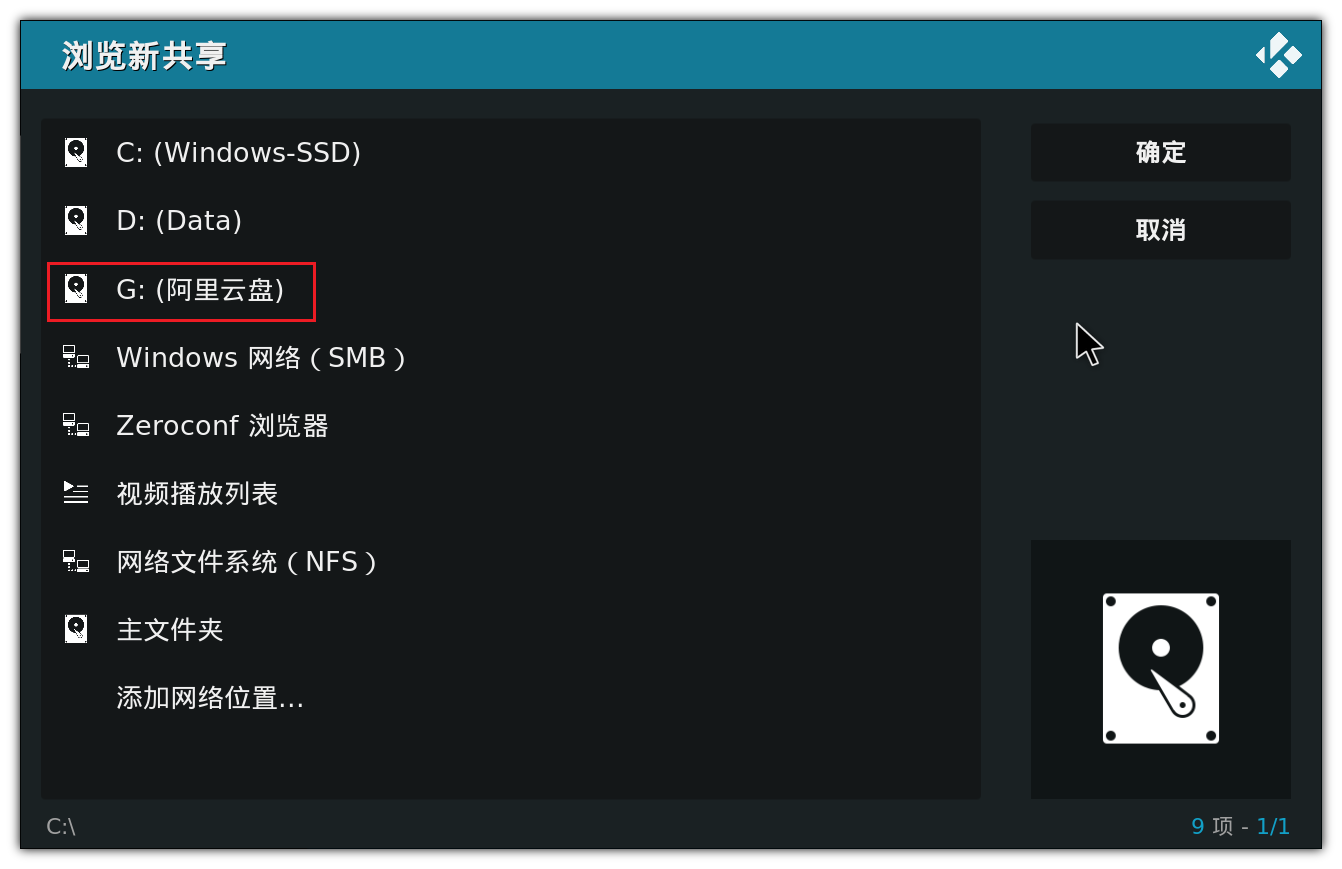 浏览新共享
C: (Windows-SSD)
D: (Data)
G: (阿里云盘)
Windows 网络（SMB）
Zeroconf 浏览器
视频播放列表
网络文件系统（NFS）
主文件夹
添加网络位置...
确定
取消
C:\
9 项 - 1/1